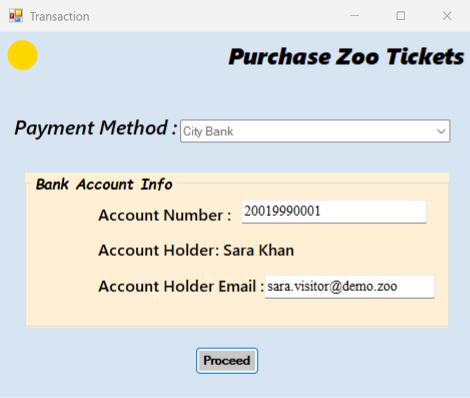 Transaction
Purchase Zoo Tickets
Payment Method : City Bank
Bank Account Info
Account Number : 20019990001
Account Holder: Sara Khan
Account Holder Email : sara.visitor@demo.zoo
Proceed